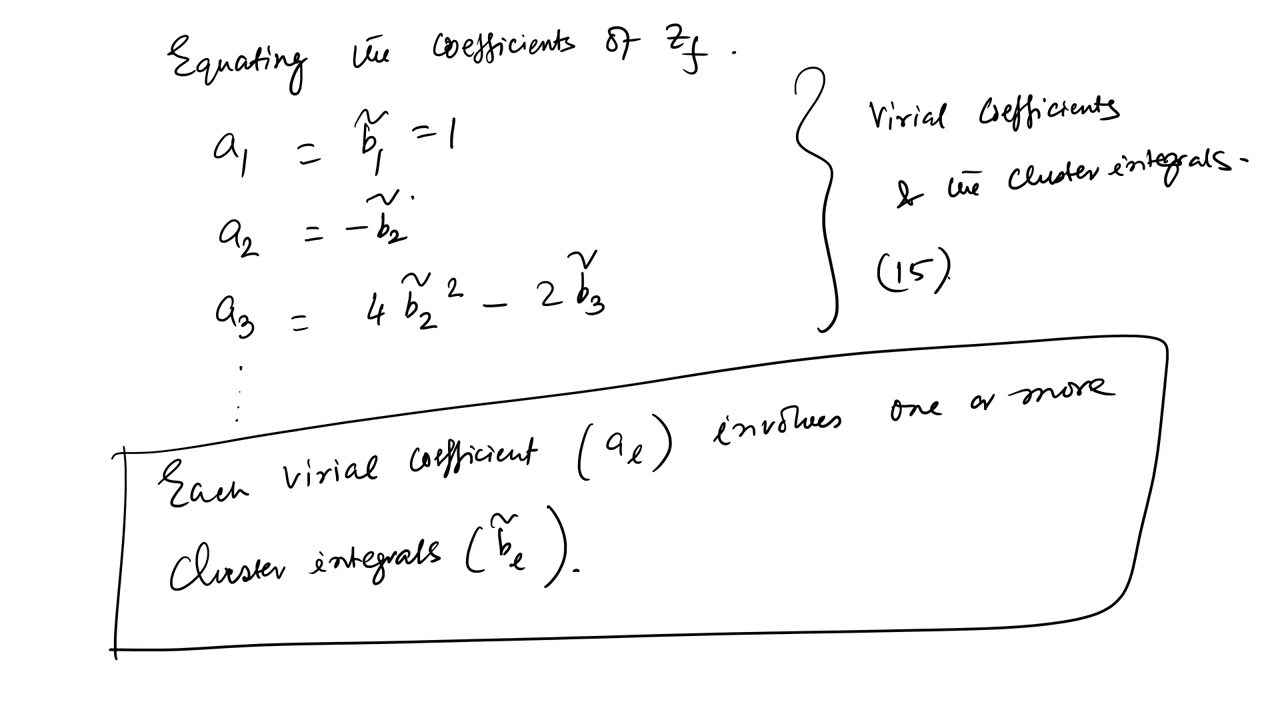 Equating the coefficients of z_f.
a_1 = b̃_1 = 1
a_2 = -b̃_2
a_3 = 4 b̃_2^2 - 2 b̃_3
⋮
Virial coefficients
& the cluster integrals.
(15)
Each virial coefficient (a_l) involves one or more
cluster integrals (b̃_l).